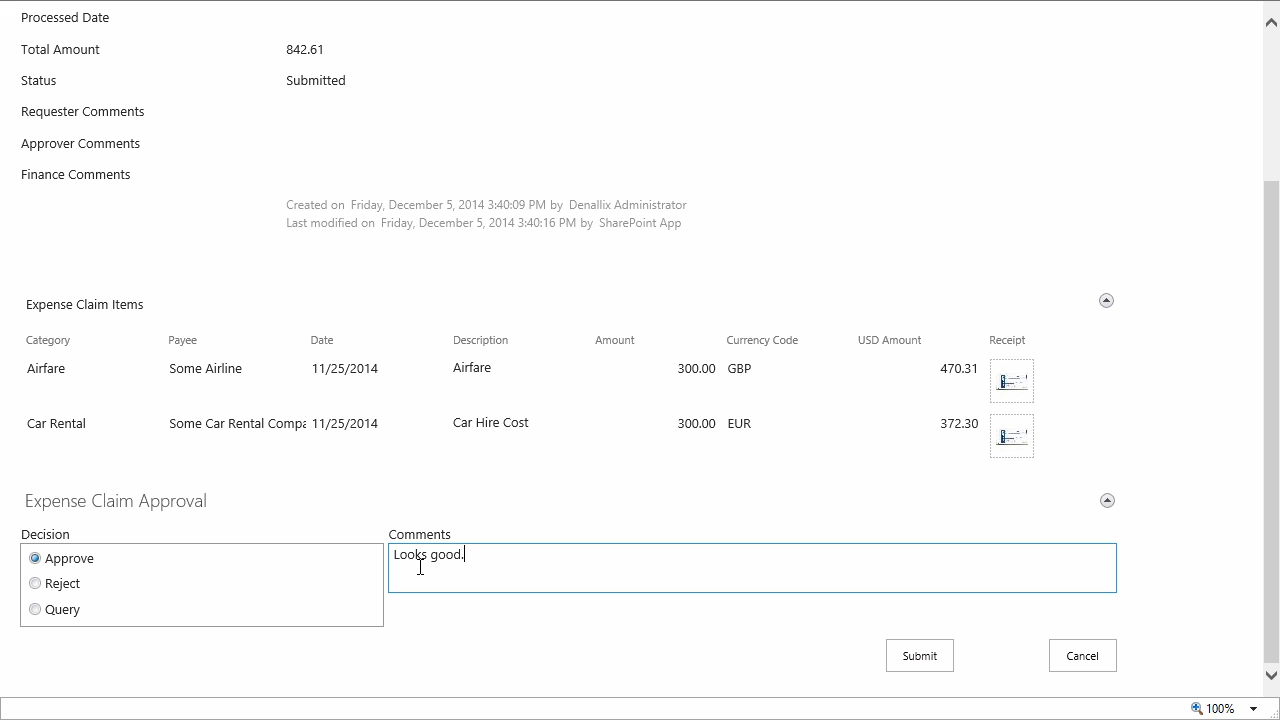 Processed Date
Total Amount 842.61
Status Submitted
Requester Comments
Approver Comments
Finance Comments
Created on Friday, December 5, 2014 3:40:09 PM by Denallix Administrator
Last modified on Friday, December 5, 2014 3:40:16 PM by SharePoint App
Expense Claim Items
Category Payee Date Description Amount Currency Code USD Amount Receipt
Airfare Some Airline 11/25/2014 Airfare 300.00 GBP 470.31
Car Rental Some Car Rental Compa 11/25/2014 Car Hire Cost 300.00 EUR 372.30
Expense Claim Approval
Decision Comments
Approve Looks good.
Reject
Query
Submit Cancel
100%